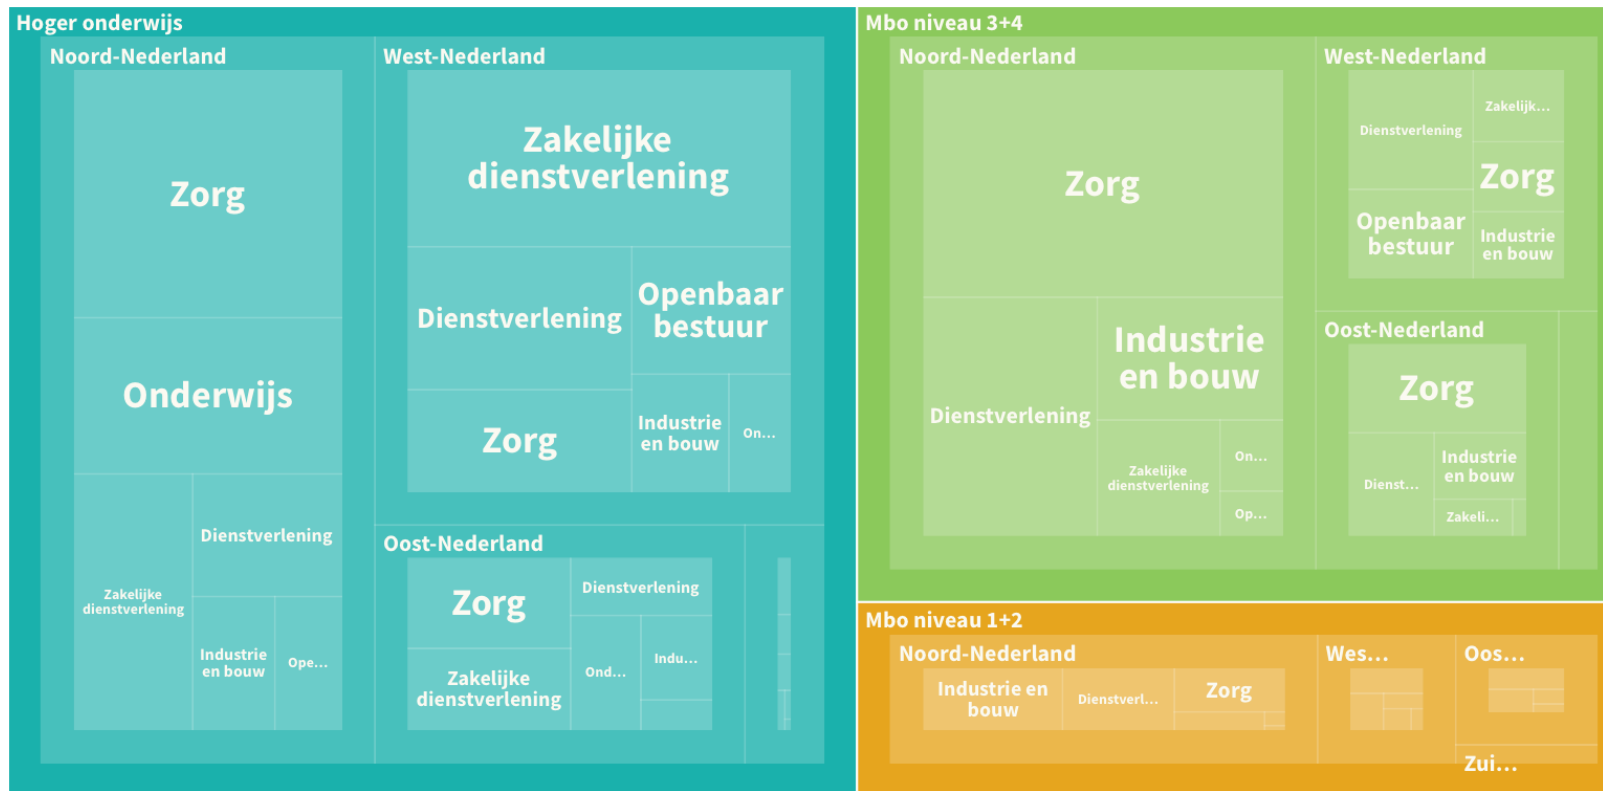 Hoger onderwijs
Noord-Nederland
Zorg
Onderwijs
Zakelijke
dienstverlening
Dienstverlening
Industrie
en bouw
Ope...
West-Nederland
Zakelijke
dienstverlening
Dienstverlening
Zorg
Openbaar
bestuur
Industrie
en bouw
On...
Oost-Nederland
Zorg
Zakelijke
dienstverlening
Dienstverlening
Ond...
Indu...
Mbo niveau 3+4
Noord-Nederland
Zorg
Dienstverlening
Industrie
en bouw
Zakelijke
dienstverlening
On...
Op...
West-Nederland
Dienstverlening
Openbaar
bestuur
Zakelijk...
Zorg
Industrie
en bouw
Oost-Nederland
Zorg
Dienst...
Industrie
en bouw
Zakeli...
Mbo niveau 1+2
Noord-Nederland
Industrie en
bouw
Dienstverl...
Zorg
Wes...
Oos...
Zui...